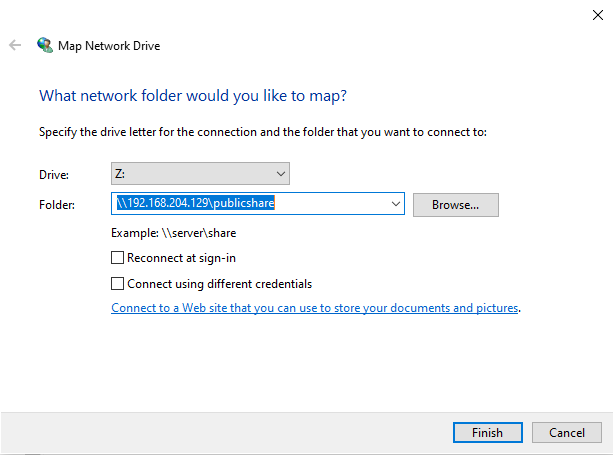 Map Network Drive
What network folder would you like to map?
Specify the drive letter for the connection and the folder that you want to connect to:
Drive: Z:
Folder: \\192.168.204.129\publicshare Browse...
Example: \\server\share
Reconnect at sign-in
Connect using different credentials
Connect to a Web site that you can use to store your documents and pictures.
Finish Cancel